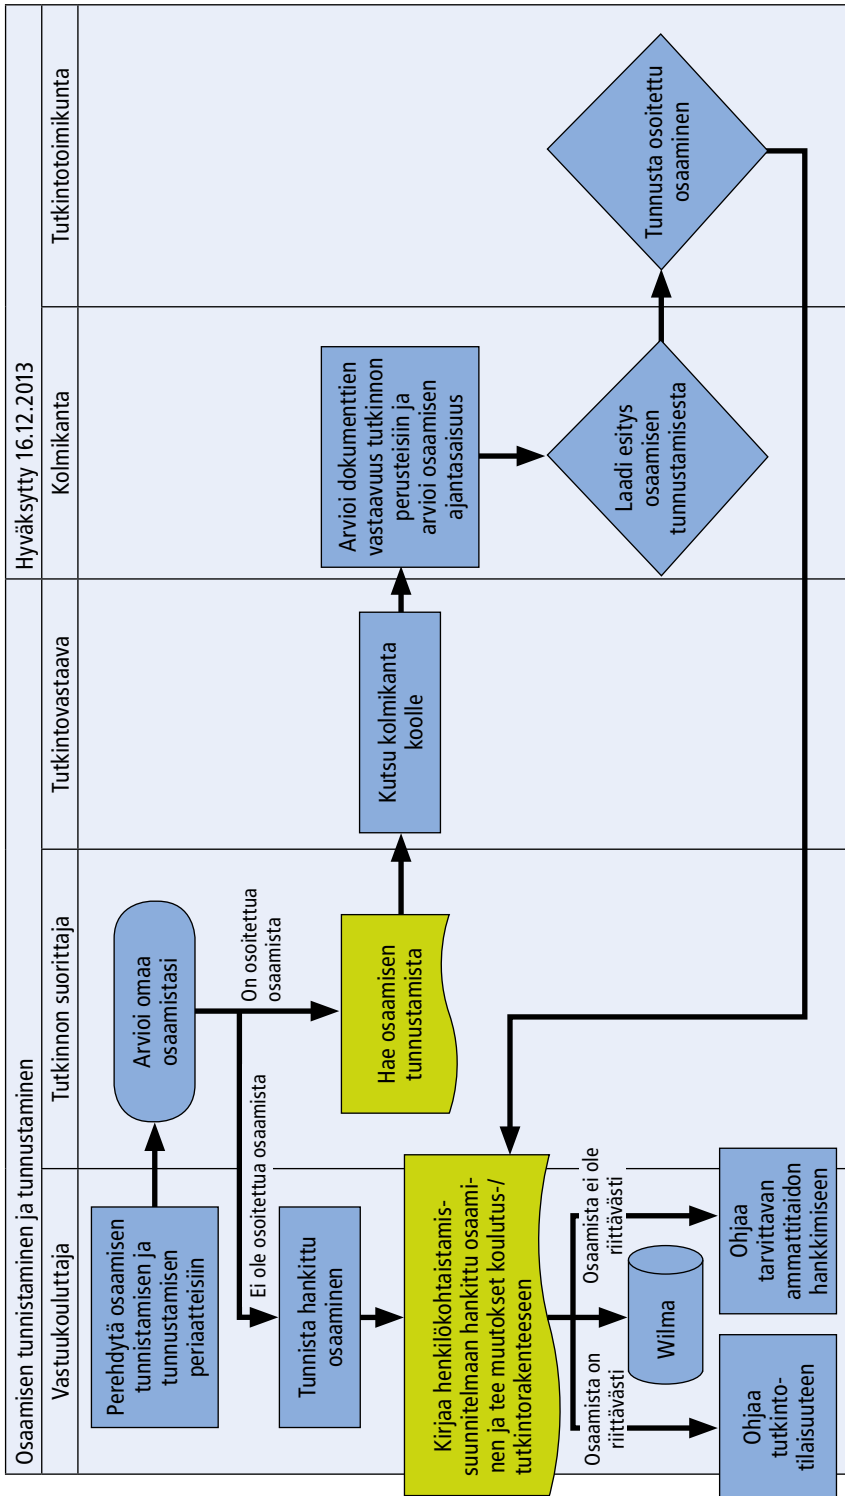 Osaamisen tunnistaminen ja tunnustaminen
Hyväksytty 16.12.2013
Vastuukouluttaja
Tutkinnon suorittaja
Tutkintovastaava
Kolmikanta
Tutkintotoimikunta
Perehdytä osaamisen
tunnistamisen ja
tunnustamisen
periaatteisiin
Arvioi omaa
osaamistasi
Ei ole osoitettua osaamista
On osoitettua
osaamista
Tunnista hankittu
osaaminen
Hae osaamisen
tunnustamista
Kutsu kolmikanta
koolle
Arvioi dokumenttien
vastaavuus tutkinnon
perusteisiin ja
arvioi osaamisen
ajantasaisuus
Laadi esitys
osaamisen
tunnustamisesta
Tunnusta osoitettu
osaaminen
Kirjaa henkilökohtaistamis-
suunnitelmaan hankittu osaami-
nen ja tee muutokset koulutus-/
tutkintorakenteeseen
Osaamista on
riittävästi
Osaamista ei ole
riittävästi
Wilma
Ohjaa
tutkinto-
tilaisuuteen
Ohjaa
tarvittavan
ammattitaidon
hankkimiseen